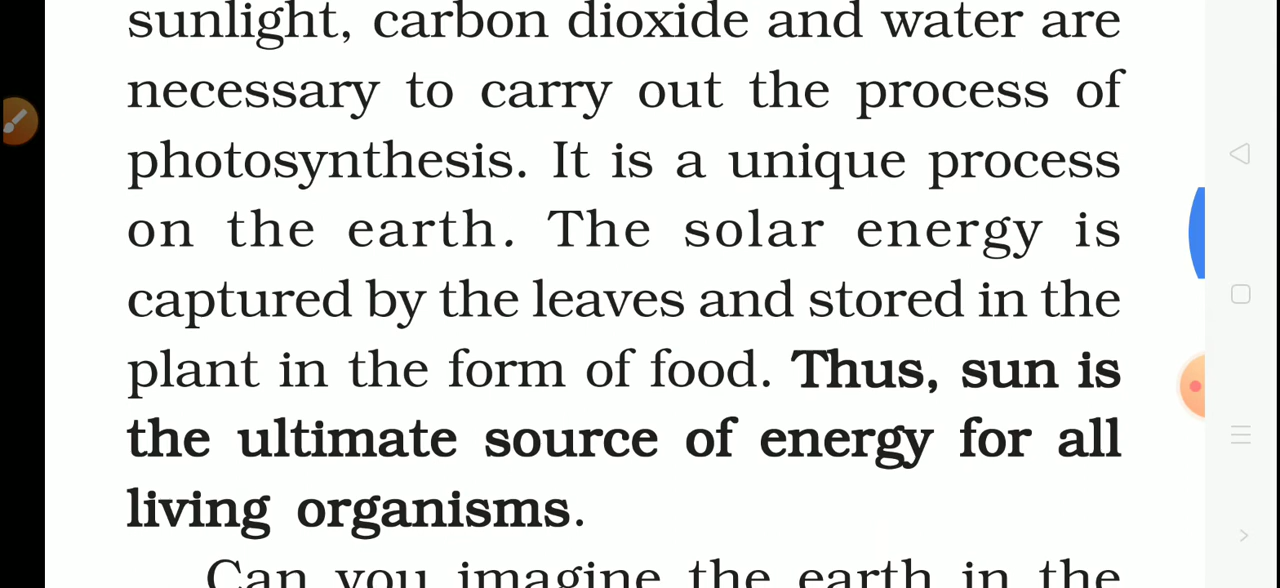 sunlight, carbon dioxide and water are
necessary to carry out the process of
photosynthesis. It is a unique process
on the earth. The solar energy is
captured by the leaves and stored in the
plant in the form of food. Thus, sun is
the ultimate source of energy for all
living organisms.
Can you imagine the earth in the